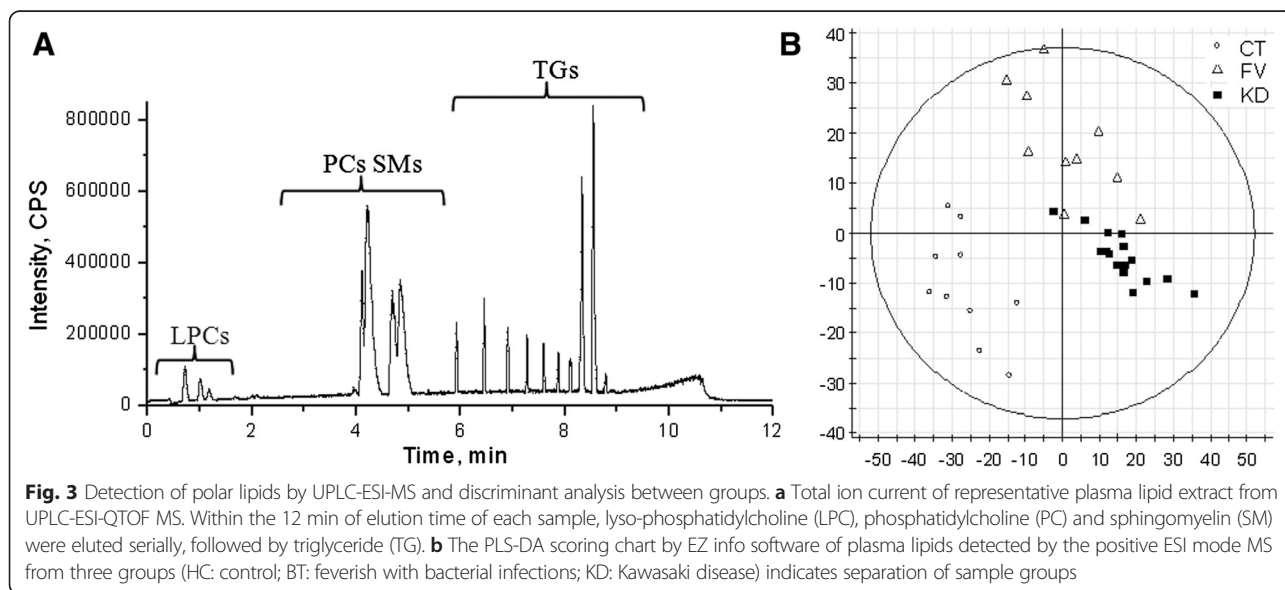 A
TGs
PCs SMs
LPCs
Intensity, CPS
800000
600000
400000
200000
0
0 2 4 6 8 10 12
Time, min
B
CT
FV
KD
40
30
20
10
0
-10
-20
-30
-40
-50 -40 -30 -20 -10 0 10 20 30 40 50
Fig. 3 Detection of polar lipids by UPLC-ESI-MS and discriminant analysis between groups. a Total ion current of representative plasma lipid extract from
UPLC-ESI-QTOF MS. Within the 12 min of elution time of each sample, lyso-phosphatidylcholine (LPC), phosphatidylcholine (PC) and sphingomyelin (SM)
were eluted serially, followed by triglyceride (TG). b The PLS-DA scoring chart by EZ info software of plasma lipids detected by the positive ESI mode MS
from three groups (HC: control; BT: feverish with bacterial infections; KD: Kawasaki disease) indicates separation of sample groups